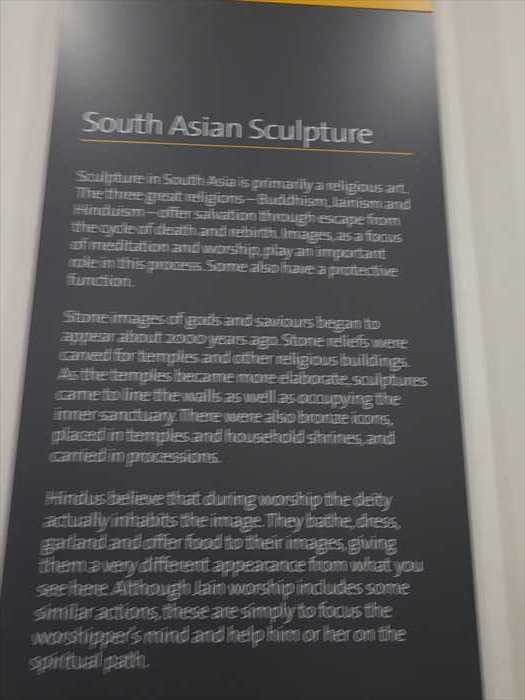 South Asian Sculpture
Sculpture in South Asia is primarily a religious art.
The three great religions – Buddhism, Jainism and
Hinduism – offer salvation through escape from
the cycle of death and rebirth. Images, as a focus
of meditation and worship, play an important
role in this process. Some also have a protective
function.
Stone images of gods and saviours began to
appear about 2000 years ago. Stone reliefs were
carved for temples and other religious buildings.
As the temples became more elaborate, sculptures
came to line the walls as well as occupying the
inner sanctuary. There were also bronze icons,
placed in temples and household shrines, and
carried in processions.
Hindus believe that during worship the deity
actually inhabits the image. They bathe, dress,
garland and offer food to their images, giving
them a very different appearance from what you
see here. Although Jain worship includes some
similar actions, these are simply to focus the
worshipper's mind and help him or her on the
spiritual path.